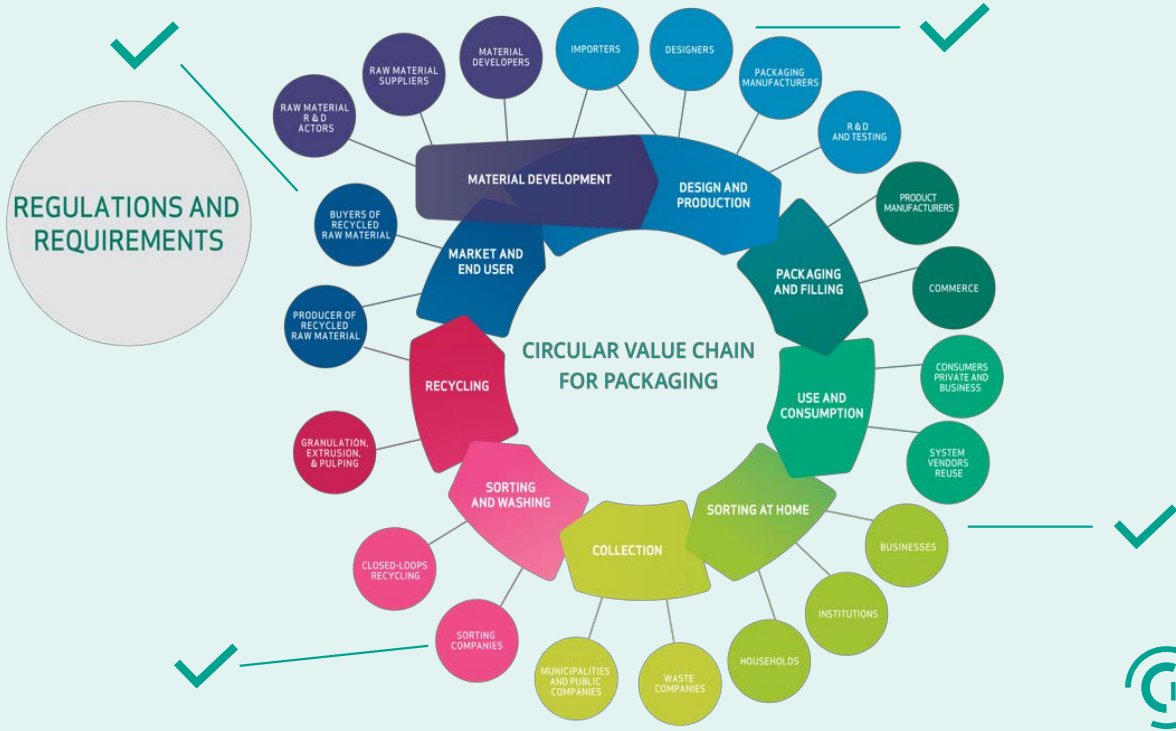 REGULATIONS AND
REQUIREMENTS
RAW MATERIAL
R & D
ACTORS
RAW MATERIAL
SUPPLIERS
MATERIAL
DEVELOPERS
IMPORTERS
DESIGNERS
PACKAGING
MANUFACTURERS
R & D
AND TESTING
PRODUCT
MANUFACTURERS
COMMERCE
CONSUMERS
PRIVATE AND
BUSINESS
SYSTEM
VENDORS
REUSE
BUSINESSES
INSTITUTIONS
HOUSEHOLDS
WASTE
COMPANIES
MUNICIPALITIES
AND PUBLIC
COMPANIES
SORTING
COMPANIES
CLOSED-LOOPS
RECYCLING
GRANULATION,
EXTRUSION,
& PULPING
PRODUCER OF
RECYCLED
RAW MATERIAL
BUYERS OF
RECYCLED
RAW MATERIAL
MATERIAL DEVELOPMENT
DESIGN AND
PRODUCTION
PACKAGING
AND FILLING
USE AND
CONSUMPTION
SORTING AT HOME
COLLECTION
SORTING
AND WASHING
RECYCLING
MARKET AND
END USER
CIRCULAR VALUE CHAIN
FOR PACKAGING